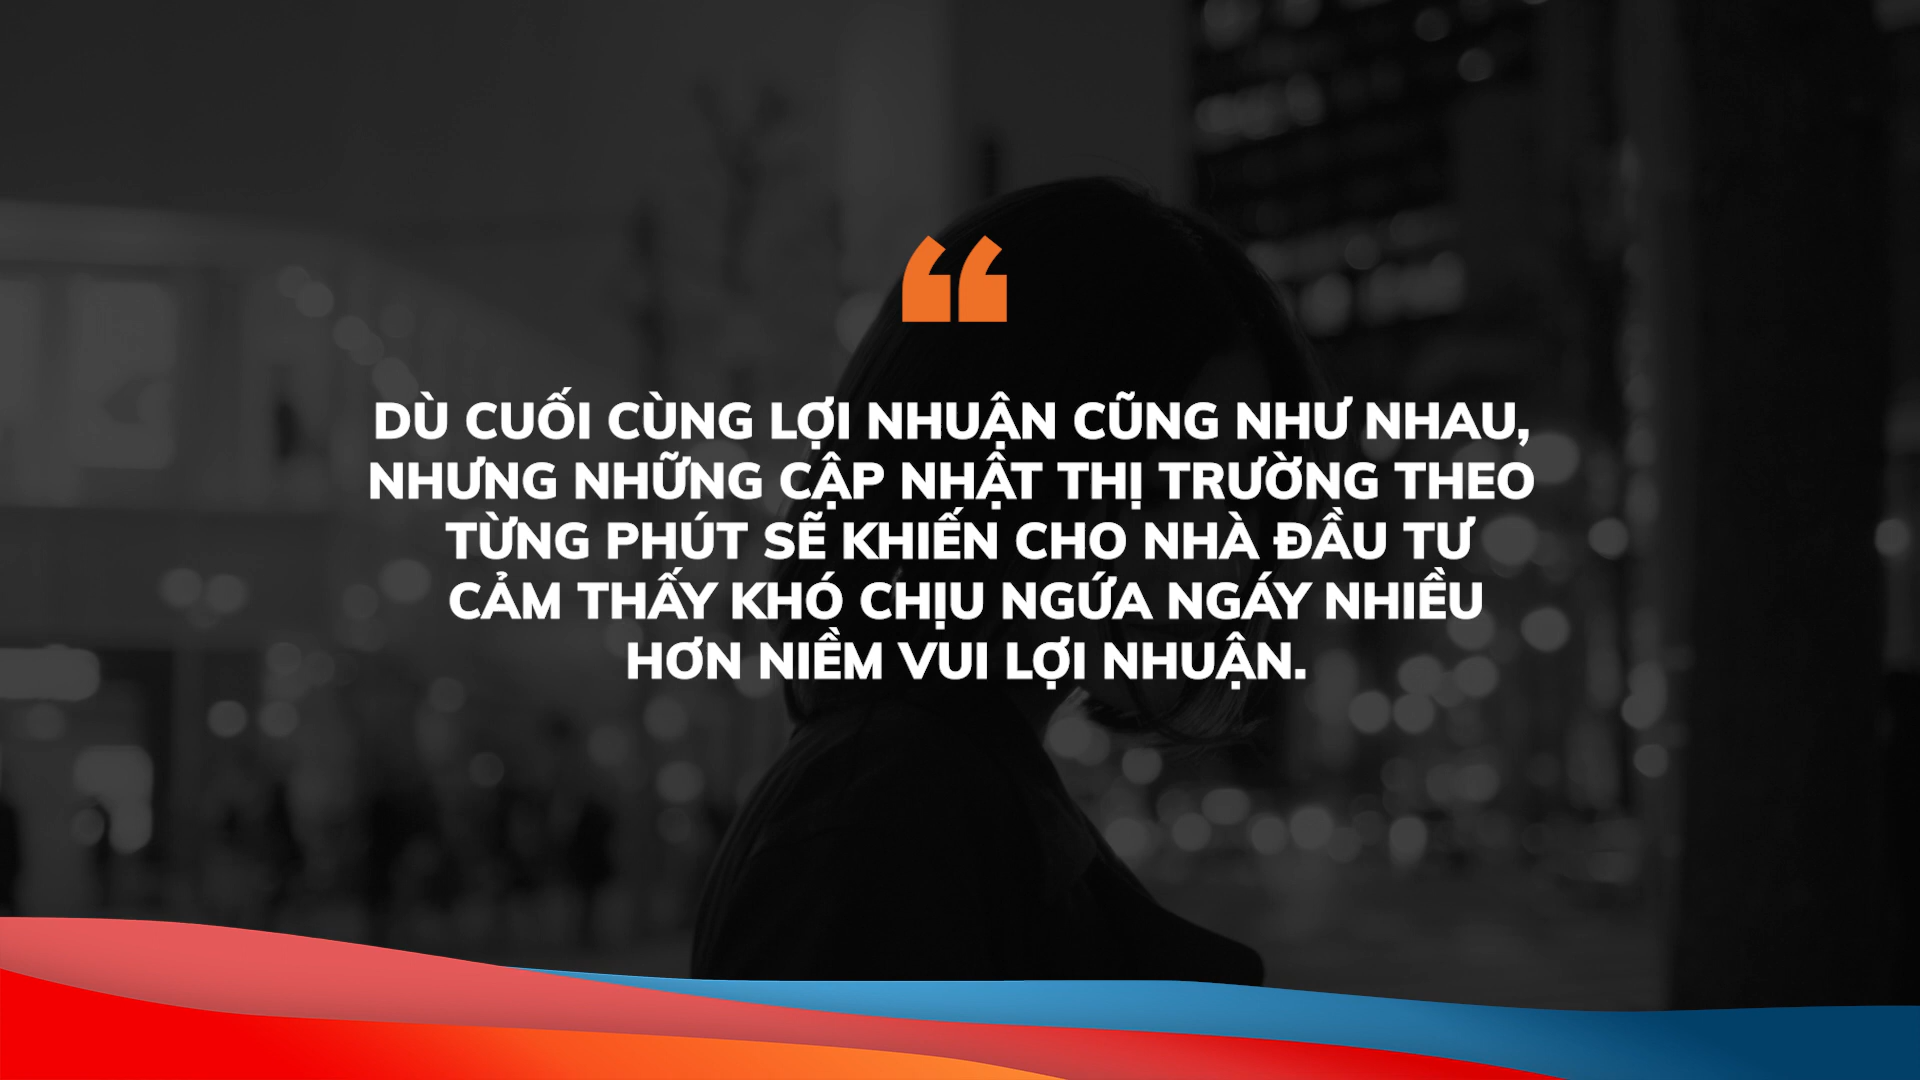 “
DÙ CUỐI CÙNG LỢI NHUẬN CŨNG NHƯ NHAU,
NHƯNG NHỮNG CẬP NHẬT THỊ TRƯỜNG THEO
TỪNG PHÚT SẼ KHIẾN CHO NHÀ ĐẦU TƯ
CẢM THẤY KHÓ CHỊU NGỨA NGÁY NHIỀU
HƠN NIỀM VUI LỢI NHUẬN.